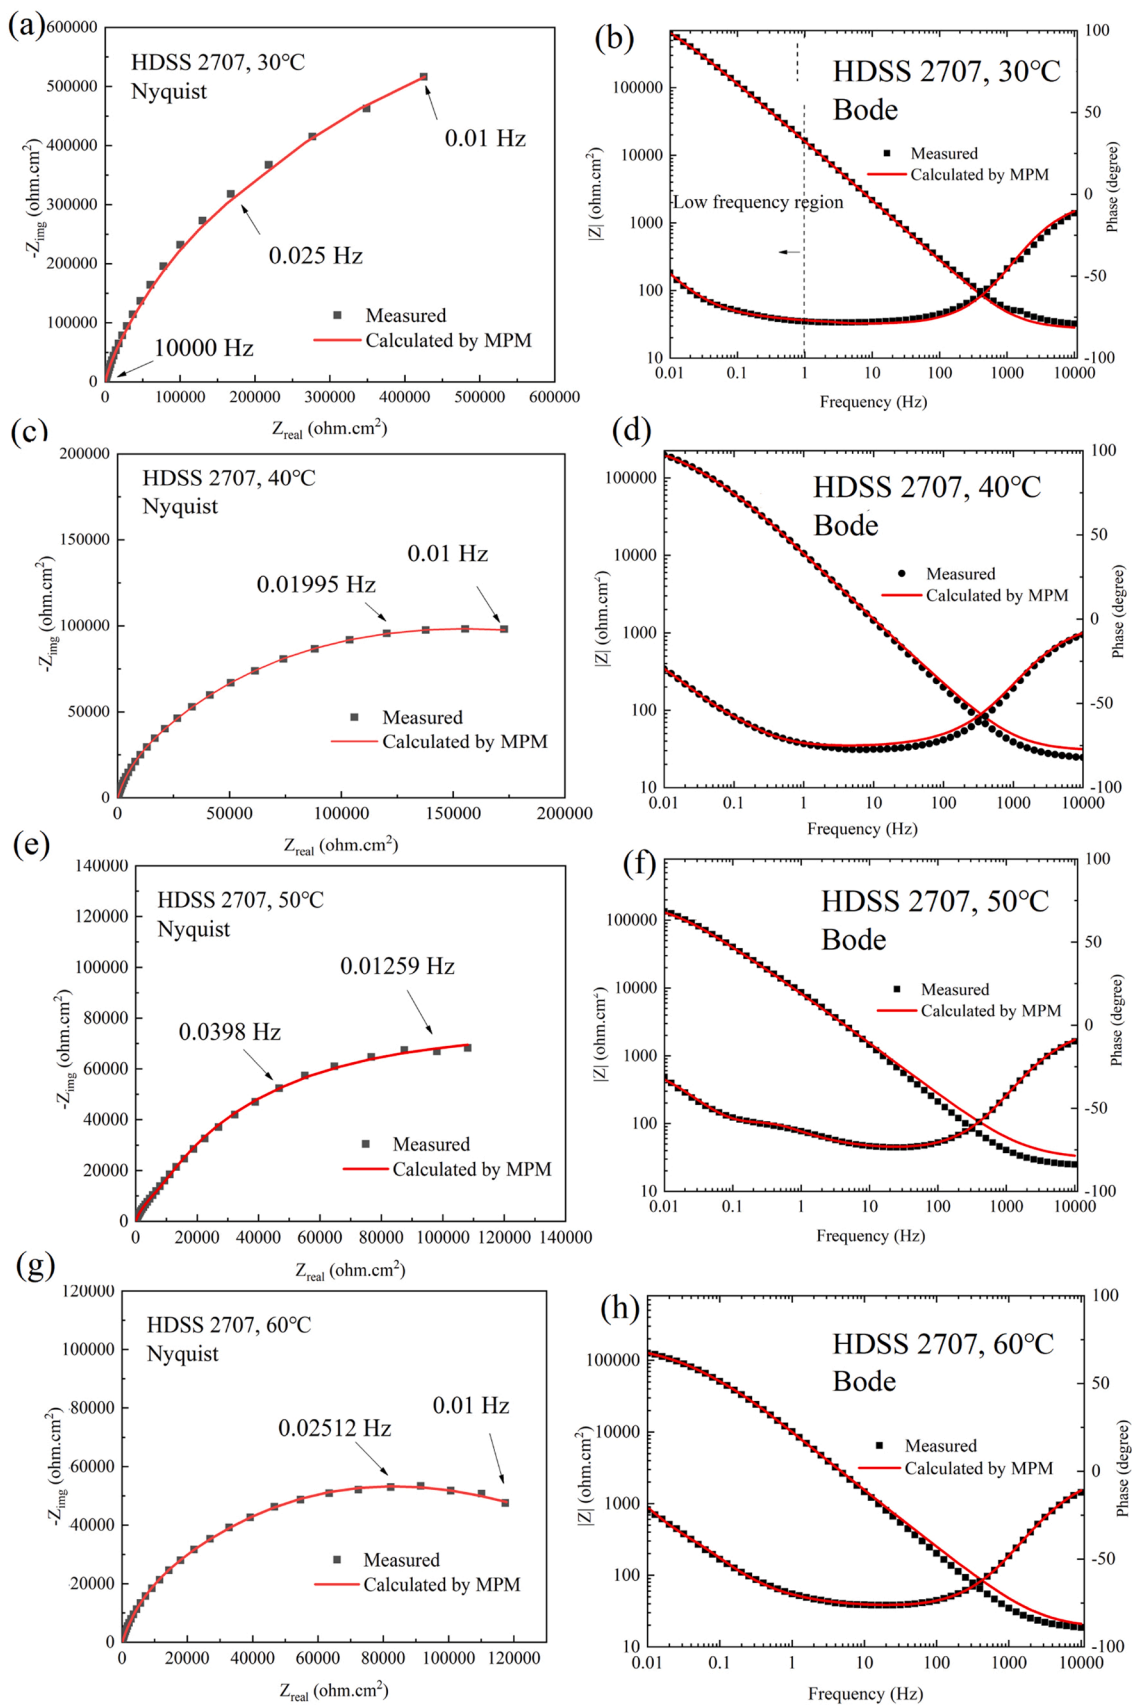 (a)
600000
500000
400000
300000
200000
100000
0
-Z_img (ohm.cm²)
HDSS 2707, 30℃
Nyquist
0.01 Hz
0.025 Hz
10000 Hz
Measured
Calculated by MPM
0 100000 200000 300000 400000 500000 600000
Z_real (ohm.cm²)
(b)
100000
10000
1000
100
10
|Z| (ohm.cm²)
HDSS 2707, 30℃
Bode
Measured
Calculated by MPM
Low frequency region
100
50
0
-50
-100
Phase (degree)
0.01 0.1 1 10 100 1000 10000
Frequency (Hz)
(c)
200000
150000
100000
50000
0
-Z_img (ohm.cm²)
HDSS 2707, 40℃
Nyquist
0.01 Hz
0.01995 Hz
Measured
Calculated by MPM
0 50000 100000 150000 200000
Z_real (ohm.cm²)
(d)
100000
10000
1000
100
10
|Z| (ohm.cm²)
HDSS 2707, 40℃
Bode
Measured
Calculated by MPM
100
50
0
-50
-100
Phase (degree)
0.01 0.1 1 10 100 1000 10000
Frequency (Hz)
(e)
140000
120000
100000
80000
60000
40000
20000
0
-Z_img (ohm.cm²)
HDSS 2707, 50℃
Nyquist
0.01259 Hz
0.0398 Hz
Measured
Calculated by MPM
0 20000 40000 60000 80000 100000 120000 140000
Z_real (ohm.cm²)
(f)
100000
10000
1000
100
10
|Z| (ohm.cm²)
HDSS 2707, 50℃
Bode
Measured
Calculated by MPM
100
50
0
-50
-100
Phase (degree)
0.01 0.1 1 10 100 1000 10000
Frequency (Hz)
(g)
120000
100000
80000
60000
40000
20000
0
-Z_img (ohm.cm²)
HDSS 2707, 60℃
Nyquist
0.01 Hz
0.02512 Hz
Measured
Calculated by MPM
0 20000 40000 60000 80000 100000 120000
Z_real (ohm.cm²)
(h)
100000
10000
1000
100
10
|Z| (ohm.cm²)
HDSS 2707, 60℃
Bode
Measured
Calculated by MPM
100
50
0
-50
-100
Phase (degree)
0.01 0.1 1 10 100 1000 10000
Frequency (Hz)